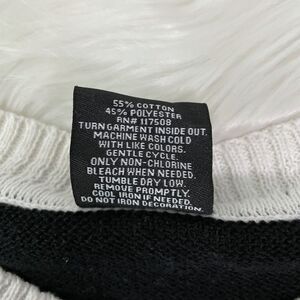 55% COTTON
45% POLYESTER
RN# 117508
TURN GARMENT INSIDE OUT.
MACHINE WASH COLD
WITH LIKE COLORS.
GENTLE CYCLE.
ONLY NON-CHLORINE
BLEACH WHEN NEEDED.
TUMBLE DRY LOW.
REMOVE PROMPTLY.
COOL IRON IF NEEDED.
DO NOT IRON DECORATION.